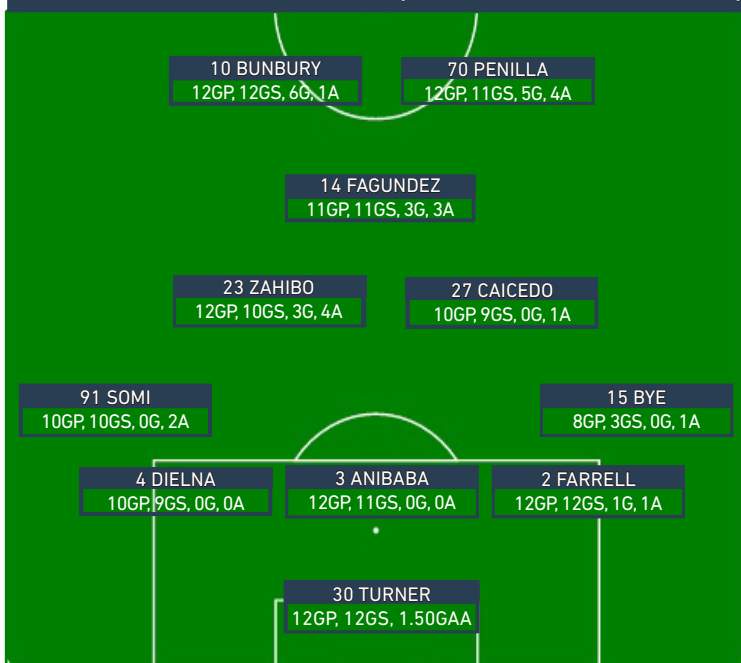 10 BUNBURY
12GP, 12GS, 6G, 1A
70 PENILLA
12GP, 11GS, 5G, 4A
14 FAGUNDEZ
11GP, 11GS, 3G, 3A
23 ZAHIBO
12GP, 10GS, 3G, 4A
27 CAICEDO
10GP, 9GS, 0G, 1A
91 SOMI
10GP, 10GS, 0G, 2A
15 BYE
8GP, 3GS, 0G, 1A
4 DIELNA
10GP, 9GS, 0G, 0A
3 ANIBABA
12GP, 11GS, 0G, 0A
2 FARRELL
12GP, 12GS, 1G, 1A
30 TURNER
12GP, 12GS, 1.50GAA